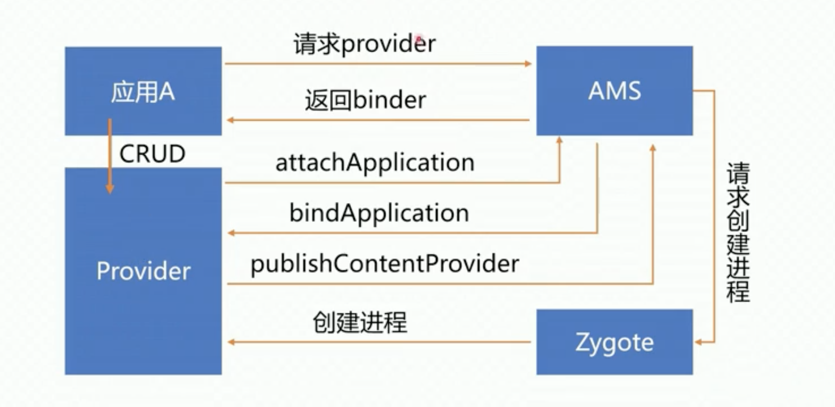 请求provider
应用A
AMS
返回binder
CRUD
attachApplication
bindApplication
请求创建进程
Provider
publishContentProvider
创建进程
Zygote